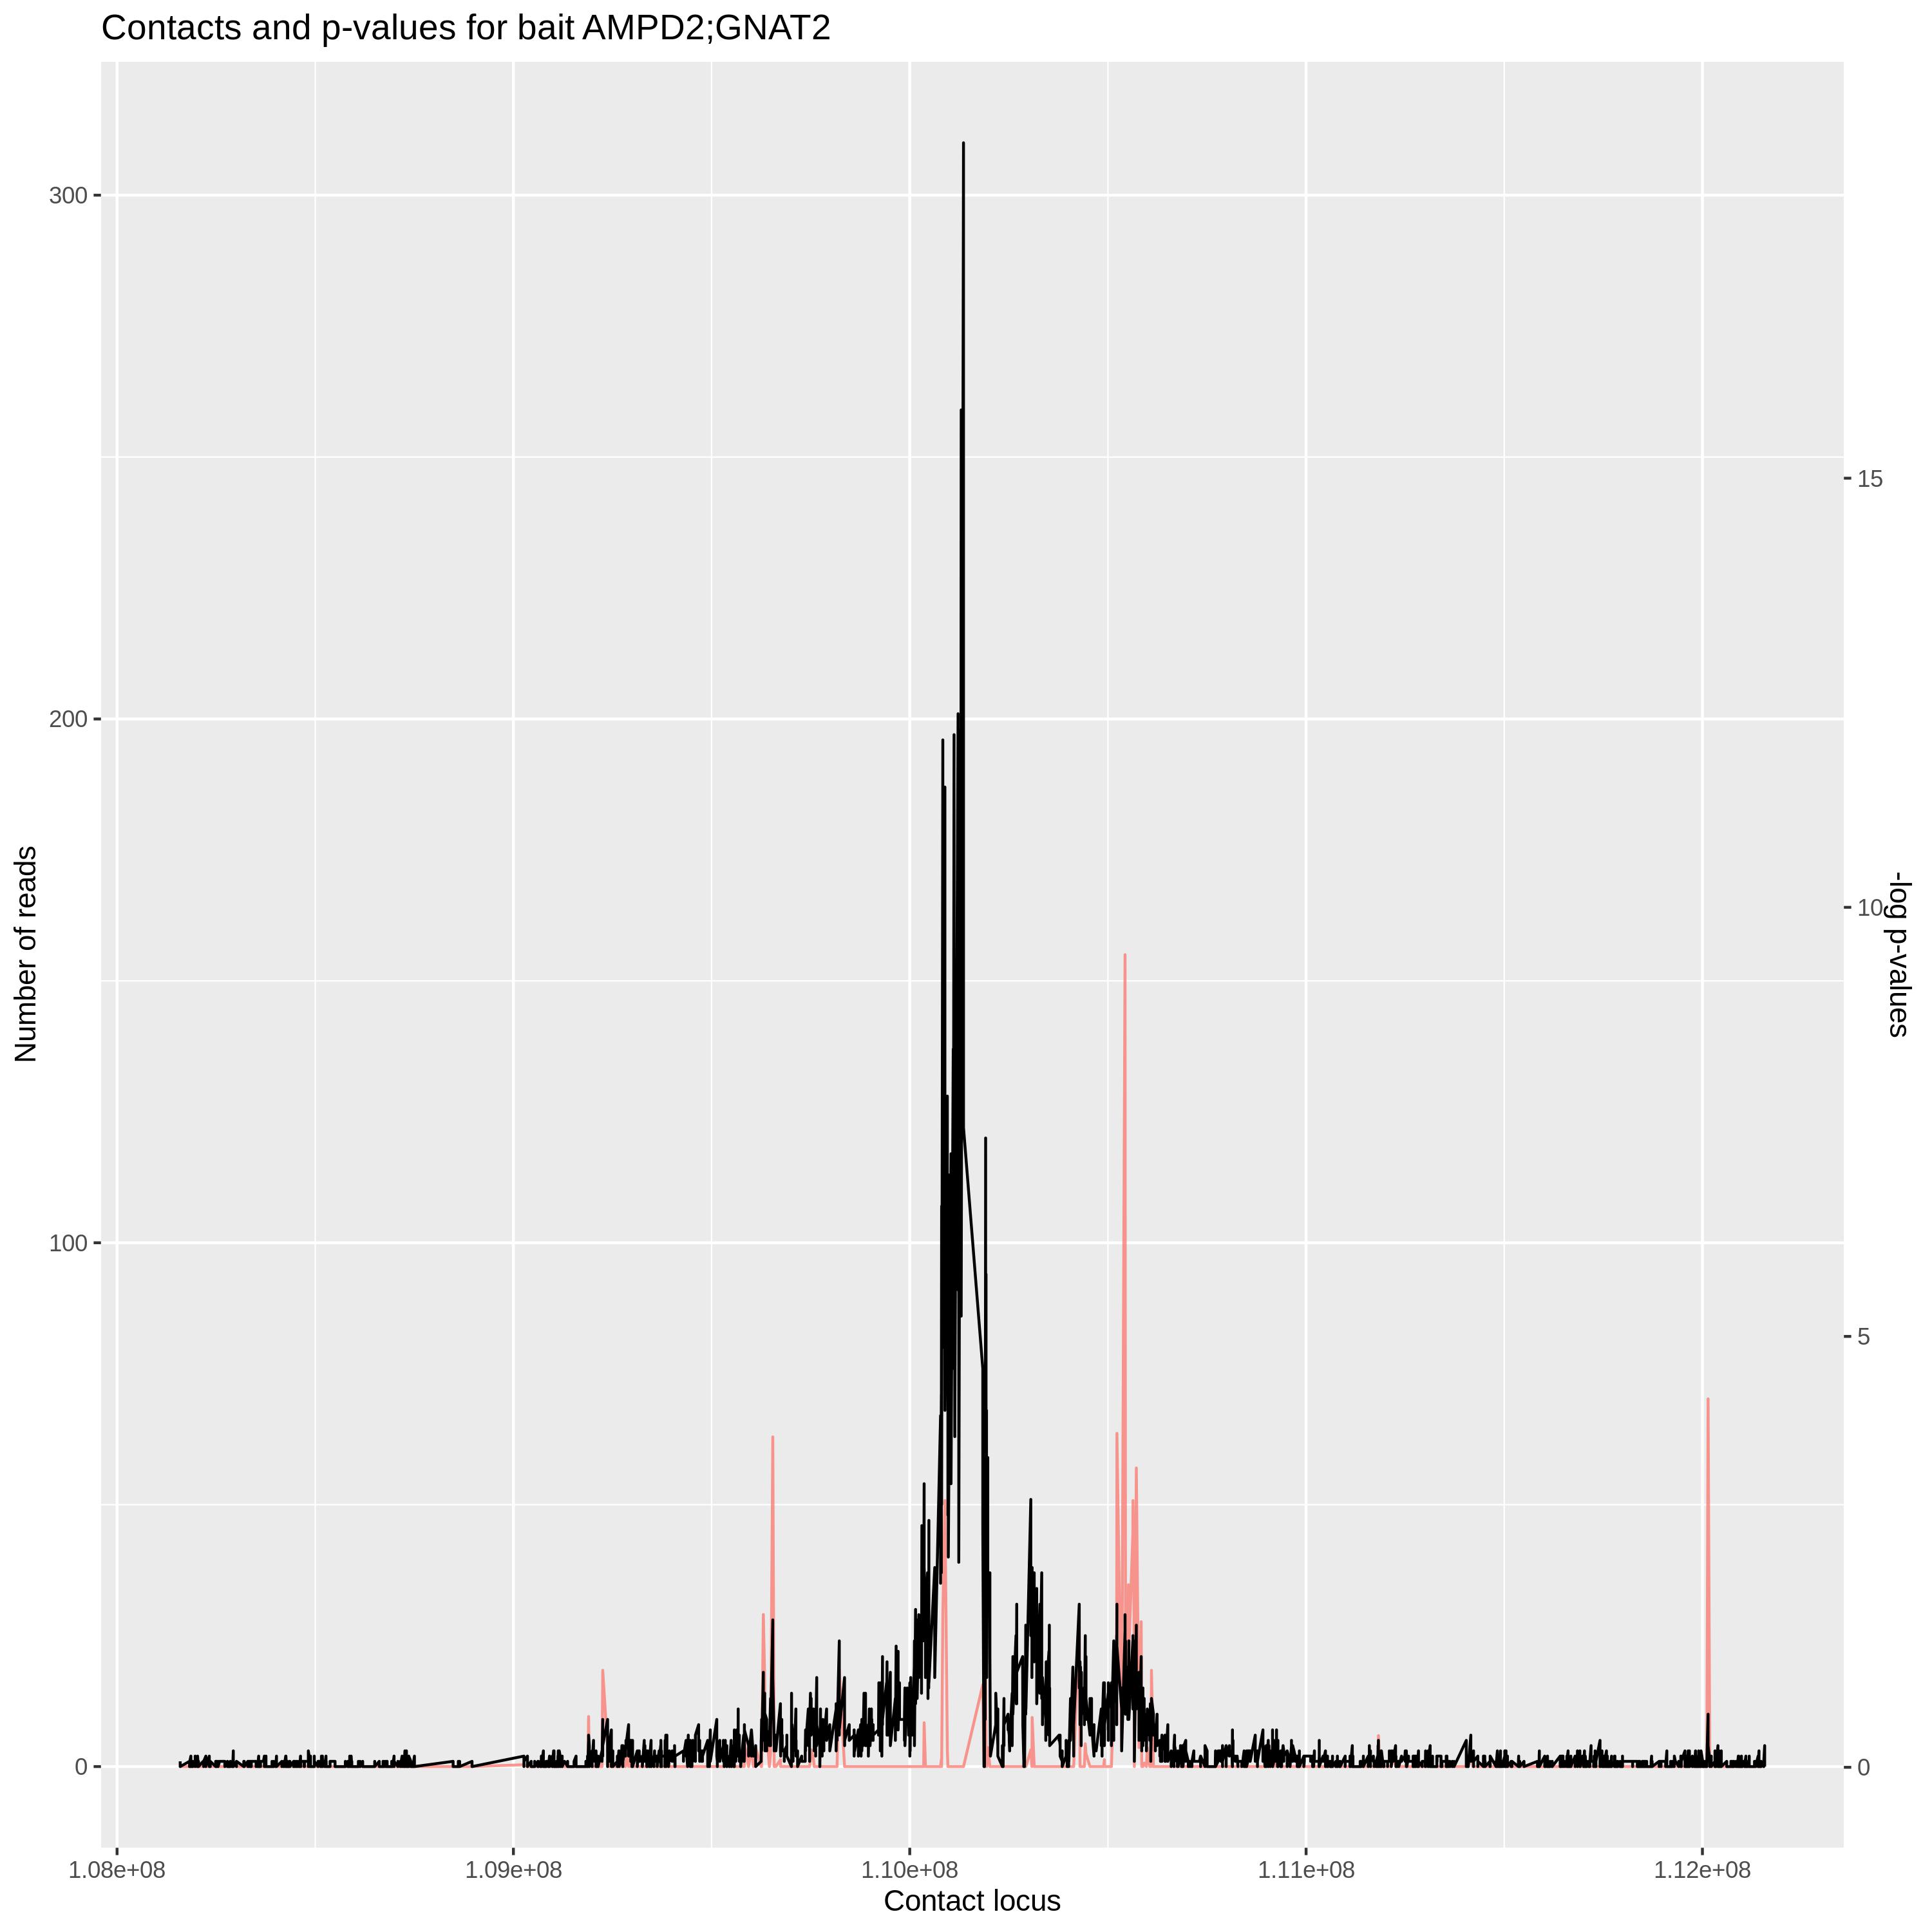 Contacts and p-values for bait AMPD2;GNAT2
300
200
100
0
Number of reads
15
10
5
0
-log p-values
1.08e+08
1.09e+08
1.10e+08
1.11e+08
1.12e+08
Contact locus